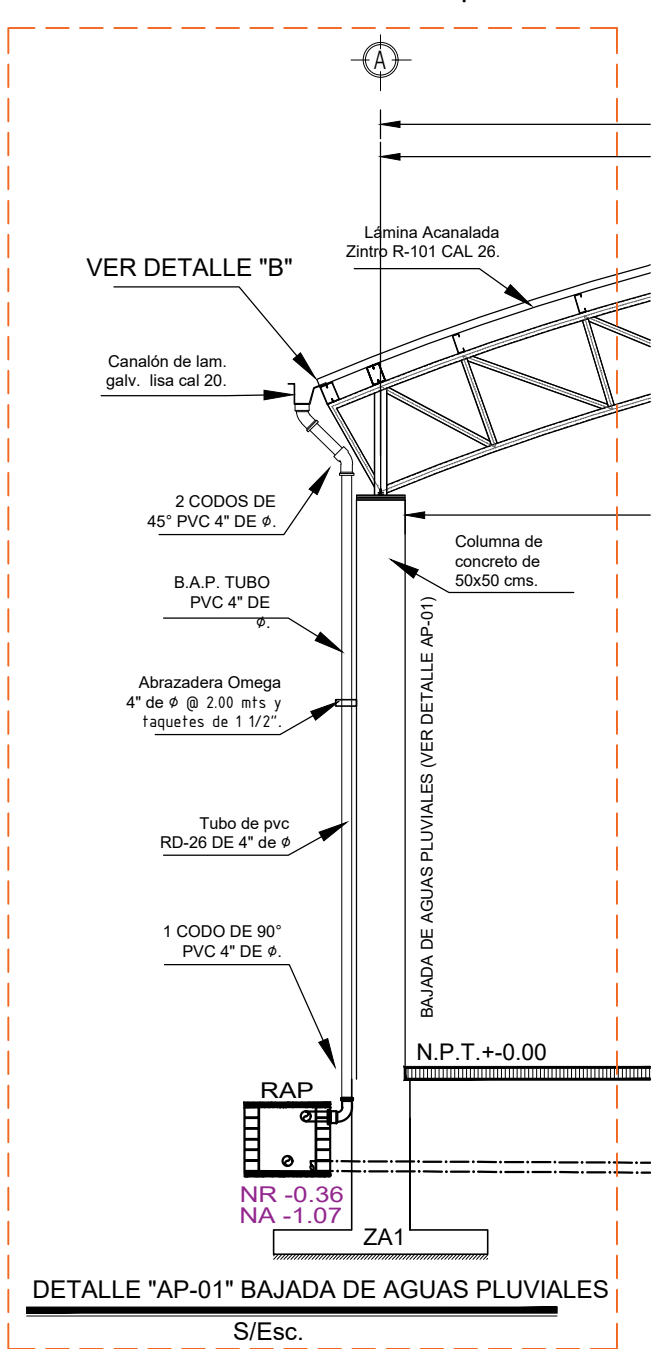 A
Lámina Acanalada
Zintro R-101 CAL 26.
VER DETALLE "B"
Canalón de lam.
galv. lisa cal 20.
2 CODOS DE
45° PVC 4" DE ø.
Columna de
concreto de
50x50 cms.
B.A.P. TUBO
PVC 4" DE
ø.
BAJADA DE AGUAS PLUVIALES (VER DETALLE AP-01)
Abrazadera Omega
4" de ø @ 2.00 mts y
taquetes de 1 1/2".
Tubo de pvc
RD-26 DE 4" de ø
1 CODO DE 90°
PVC 4" DE ø.
N.P.T.+-0.00
RAP
NR -0.36
NA -1.07
ZA1
DETALLE "AP-01" BAJADA DE AGUAS PLUVIALES
S/Esc.